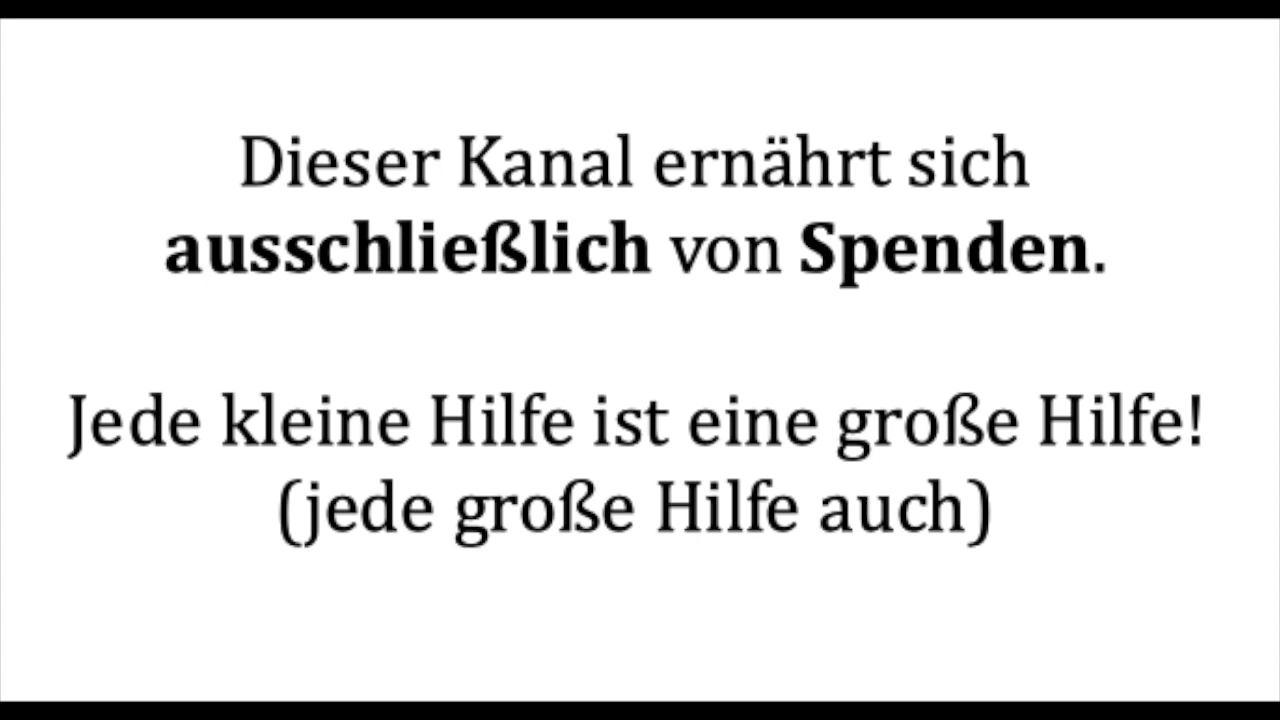 Dieser Kanal ernährt sich
ausschließlich von Spenden.
Jede kleine Hilfe ist eine große Hilfe!
(jede große Hilfe auch)